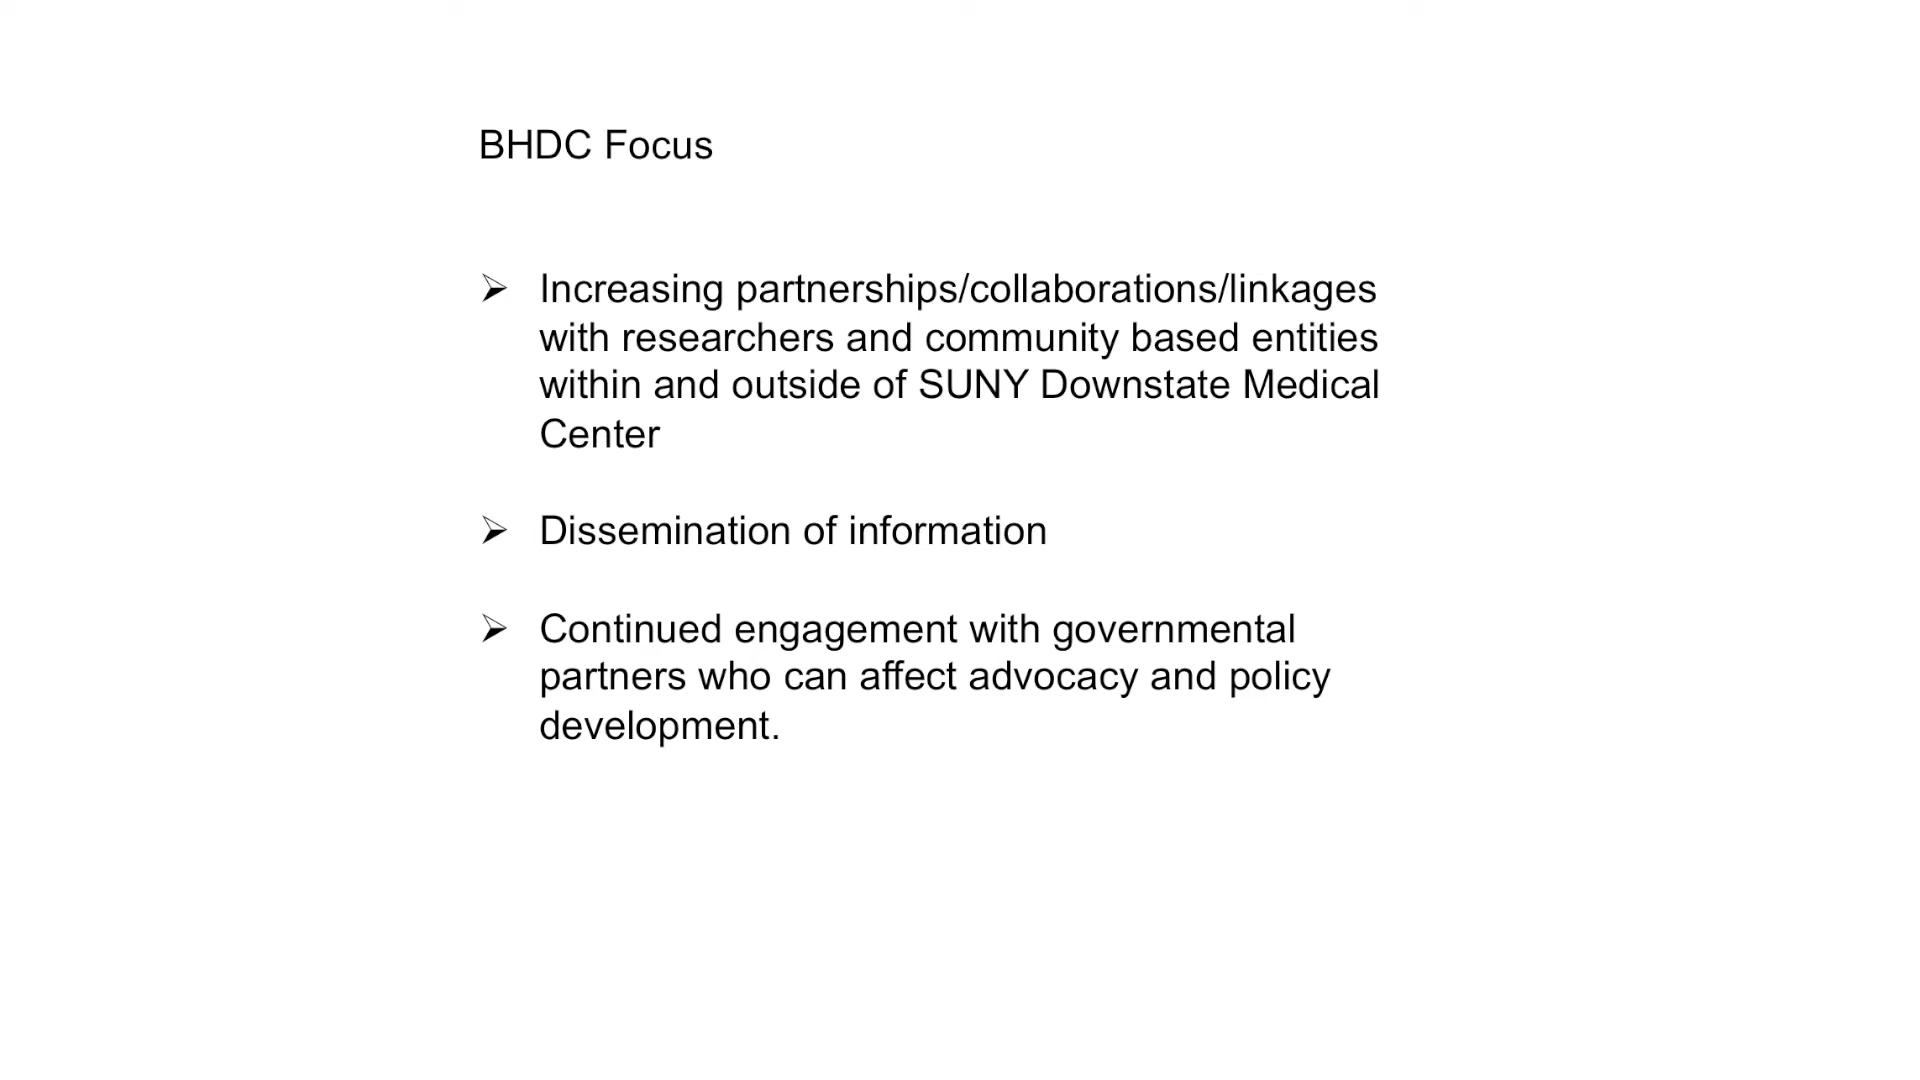 BHDC Focus
➢ Increasing partnerships/collaborations/linkages
with researchers and community based entities
within and outside of SUNY Downstate Medical
Center
➢ Dissemination of information
➢ Continued engagement with governmental
partners who can affect advocacy and policy
development.